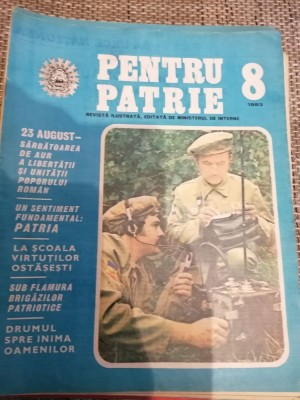 PENTRU
PATRIE
8
1983
REVISTĂ ILUSTRATĂ, EDITATĂ DE MINISTERUL DE INTERNE
23 AUGUST–
SĂRBĂTOAREA
DE AUR
A LIBERTĂȚII
ȘI UNITĂȚII
POPORULUI
ROMÂN
UN SENTIMENT
FUNDAMENTAL:
PATRIA
LA ȘCOALA
VIRTUȚILOR
OSTĂȘEȘTI
SUB FLAMURA
BRIGĂZILOR
PATRIOTICE
DRUMUL
SPRE INIMA
OAMENILOR